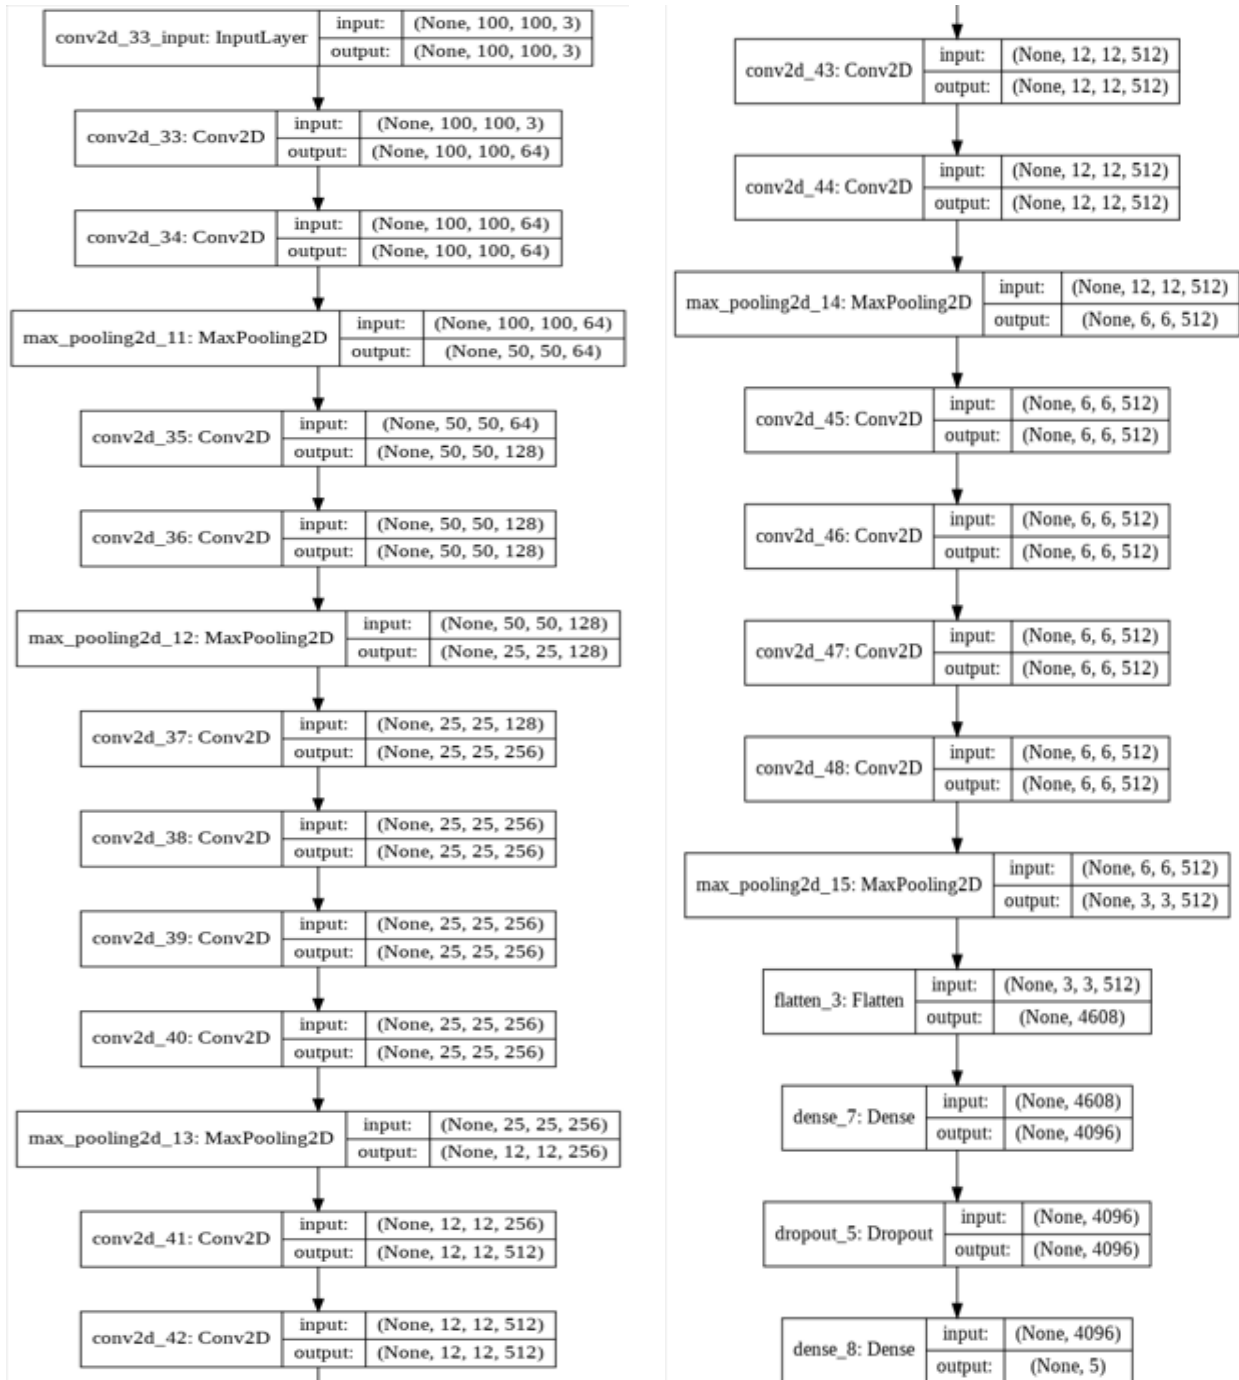 conv2d_33_input: InputLayer input: (None, 100, 100, 3)
output: (None, 100, 100, 3)
conv2d_33: Conv2D input: (None, 100, 100, 3)
output: (None, 100, 100, 64)
conv2d_34: Conv2D input: (None, 100, 100, 64)
output: (None, 100, 100, 64)
max_pooling2d_11: MaxPooling2D input: (None, 100, 100, 64)
output: (None, 50, 50, 64)
conv2d_35: Conv2D input: (None, 50, 50, 64)
output: (None, 50, 50, 128)
conv2d_36: Conv2D input: (None, 50, 50, 128)
output: (None, 50, 50, 128)
max_pooling2d_12: MaxPooling2D input: (None, 50, 50, 128)
output: (None, 25, 25, 128)
conv2d_37: Conv2D input: (None, 25, 25, 128)
output: (None, 25, 25, 256)
conv2d_38: Conv2D input: (None, 25, 25, 256)
output: (None, 25, 25, 256)
conv2d_39: Conv2D input: (None, 25, 25, 256)
output: (None, 25, 25, 256)
conv2d_40: Conv2D input: (None, 25, 25, 256)
output: (None, 25, 25, 256)
max_pooling2d_13: MaxPooling2D input: (None, 25, 25, 256)
output: (None, 12, 12, 256)
conv2d_41: Conv2D input: (None, 12, 12, 256)
output: (None, 12, 12, 512)
conv2d_42: Conv2D input: (None, 12, 12, 512)
output: (None, 12, 12, 512)
conv2d_43: Conv2D input: (None, 12, 12, 512)
output: (None, 12, 12, 512)
conv2d_44: Conv2D input: (None, 12, 12, 512)
output: (None, 12, 12, 512)
max_pooling2d_14: MaxPooling2D input: (None, 12, 12, 512)
output: (None, 6, 6, 512)
conv2d_45: Conv2D input: (None, 6, 6, 512)
output: (None, 6, 6, 512)
conv2d_46: Conv2D input: (None, 6, 6, 512)
output: (None, 6, 6, 512)
conv2d_47: Conv2D input: (None, 6, 6, 512)
output: (None, 6, 6, 512)
conv2d_48: Conv2D input: (None, 6, 6, 512)
output: (None, 6, 6, 512)
max_pooling2d_15: MaxPooling2D input: (None, 6, 6, 512)
output: (None, 3, 3, 512)
flatten_3: Flatten input: (None, 3, 3, 512)
output: (None, 4608)
dense_7: Dense input: (None, 4608)
output: (None, 4096)
dropout_5: Dropout input: (None, 4096)
output: (None, 4096)
dense_8: Dense input: (None, 4096)
output: (None, 5)